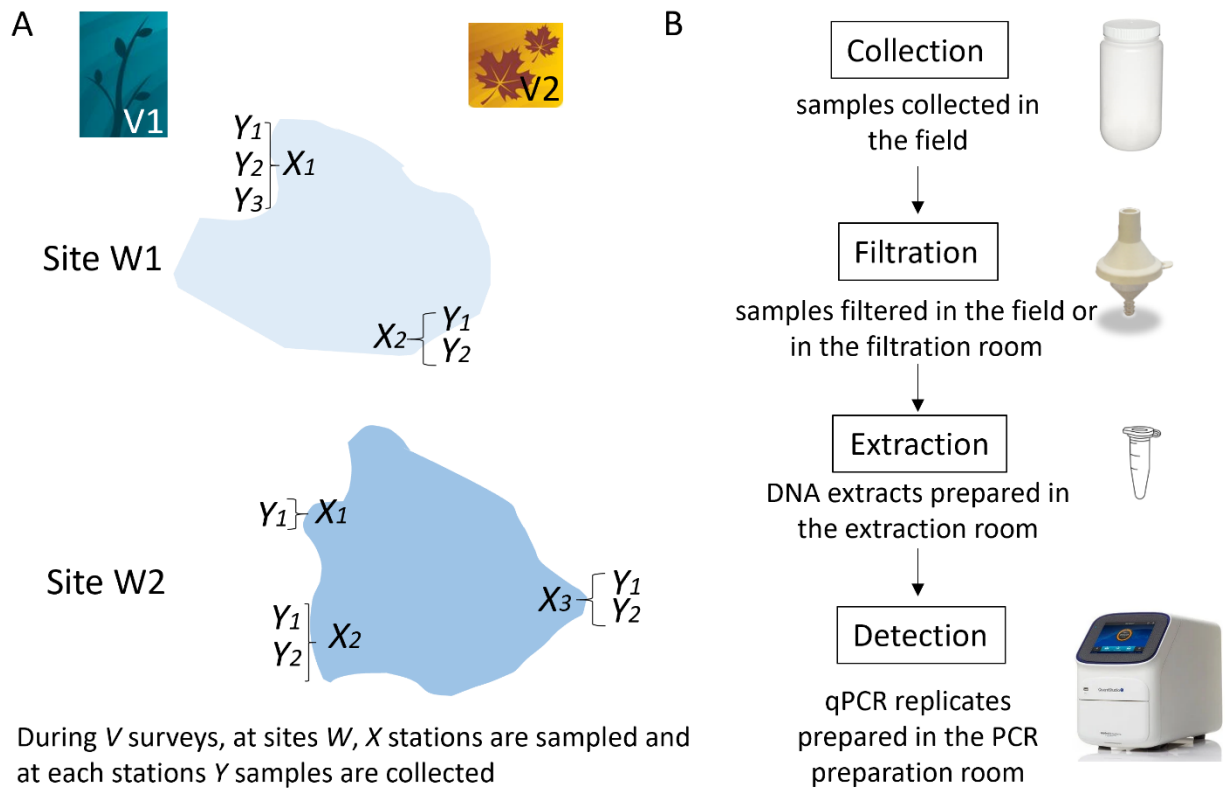 A
V1
V2
Y1
Y2
Y3
X1
Site W1
X2
Y1
Y2
Y1
X1
Site W2
Y1
Y2
X2
X3
Y1
Y2
During V surveys, at sites W, X stations are sampled and
at each stations Y samples are collected
B
Collection
samples collected in
the field
Filtration
samples filtered in the field or
in the filtration room
Extraction
DNA extracts prepared in
the extraction room
Detection
qPCR replicates
prepared in the PCR
preparation room